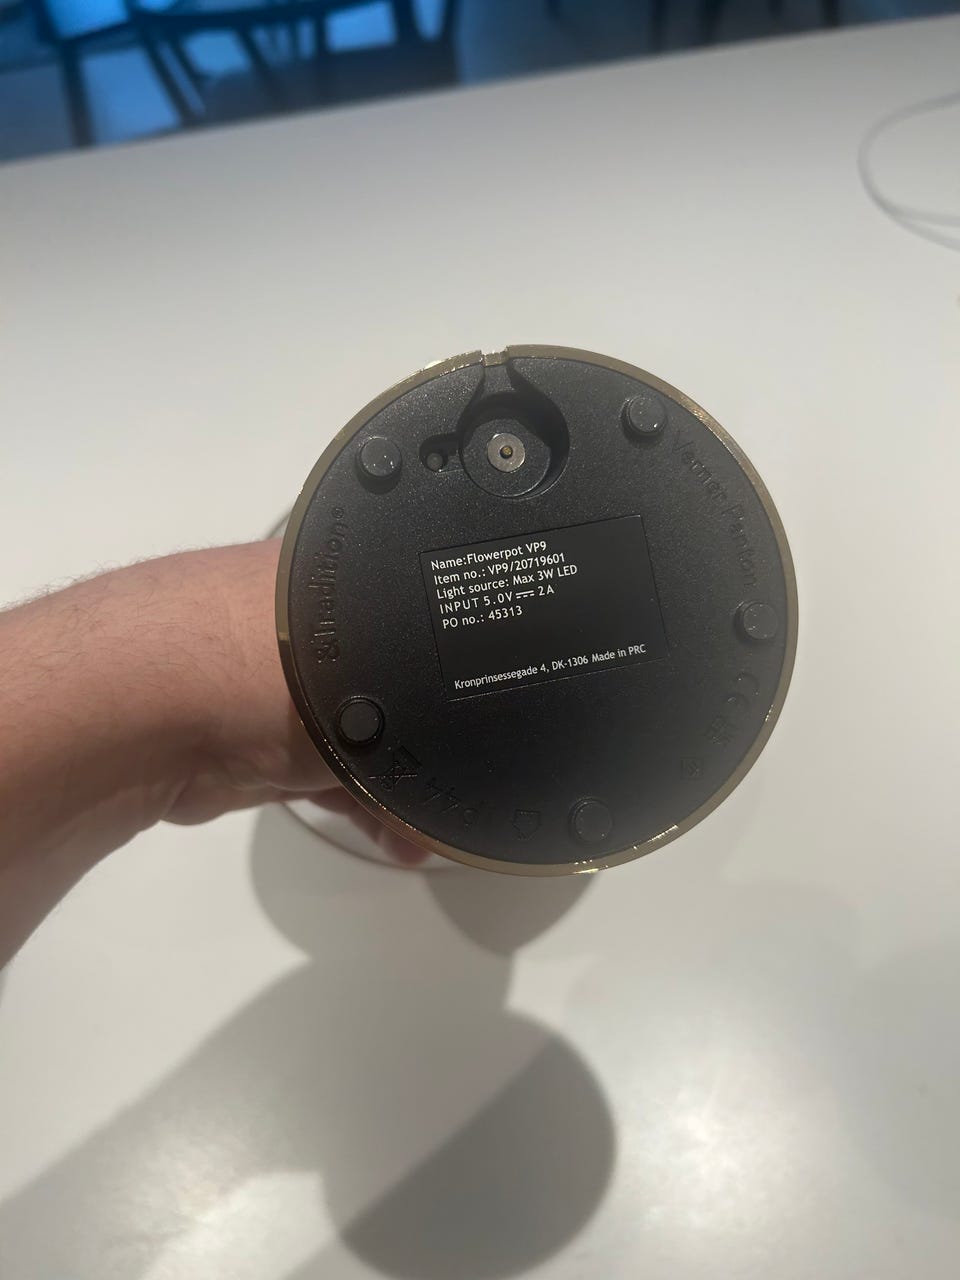 Name:Flowerpot VP9
Item no.: VP9/20719601
Light source: Max 3W LED
INPUT 5.0V ⎓ 2A
PO no.: 45313
Kronprinsessegade 4, DK-1306 Made in PRC
&tradition®
Verner Panton
CE
IP44